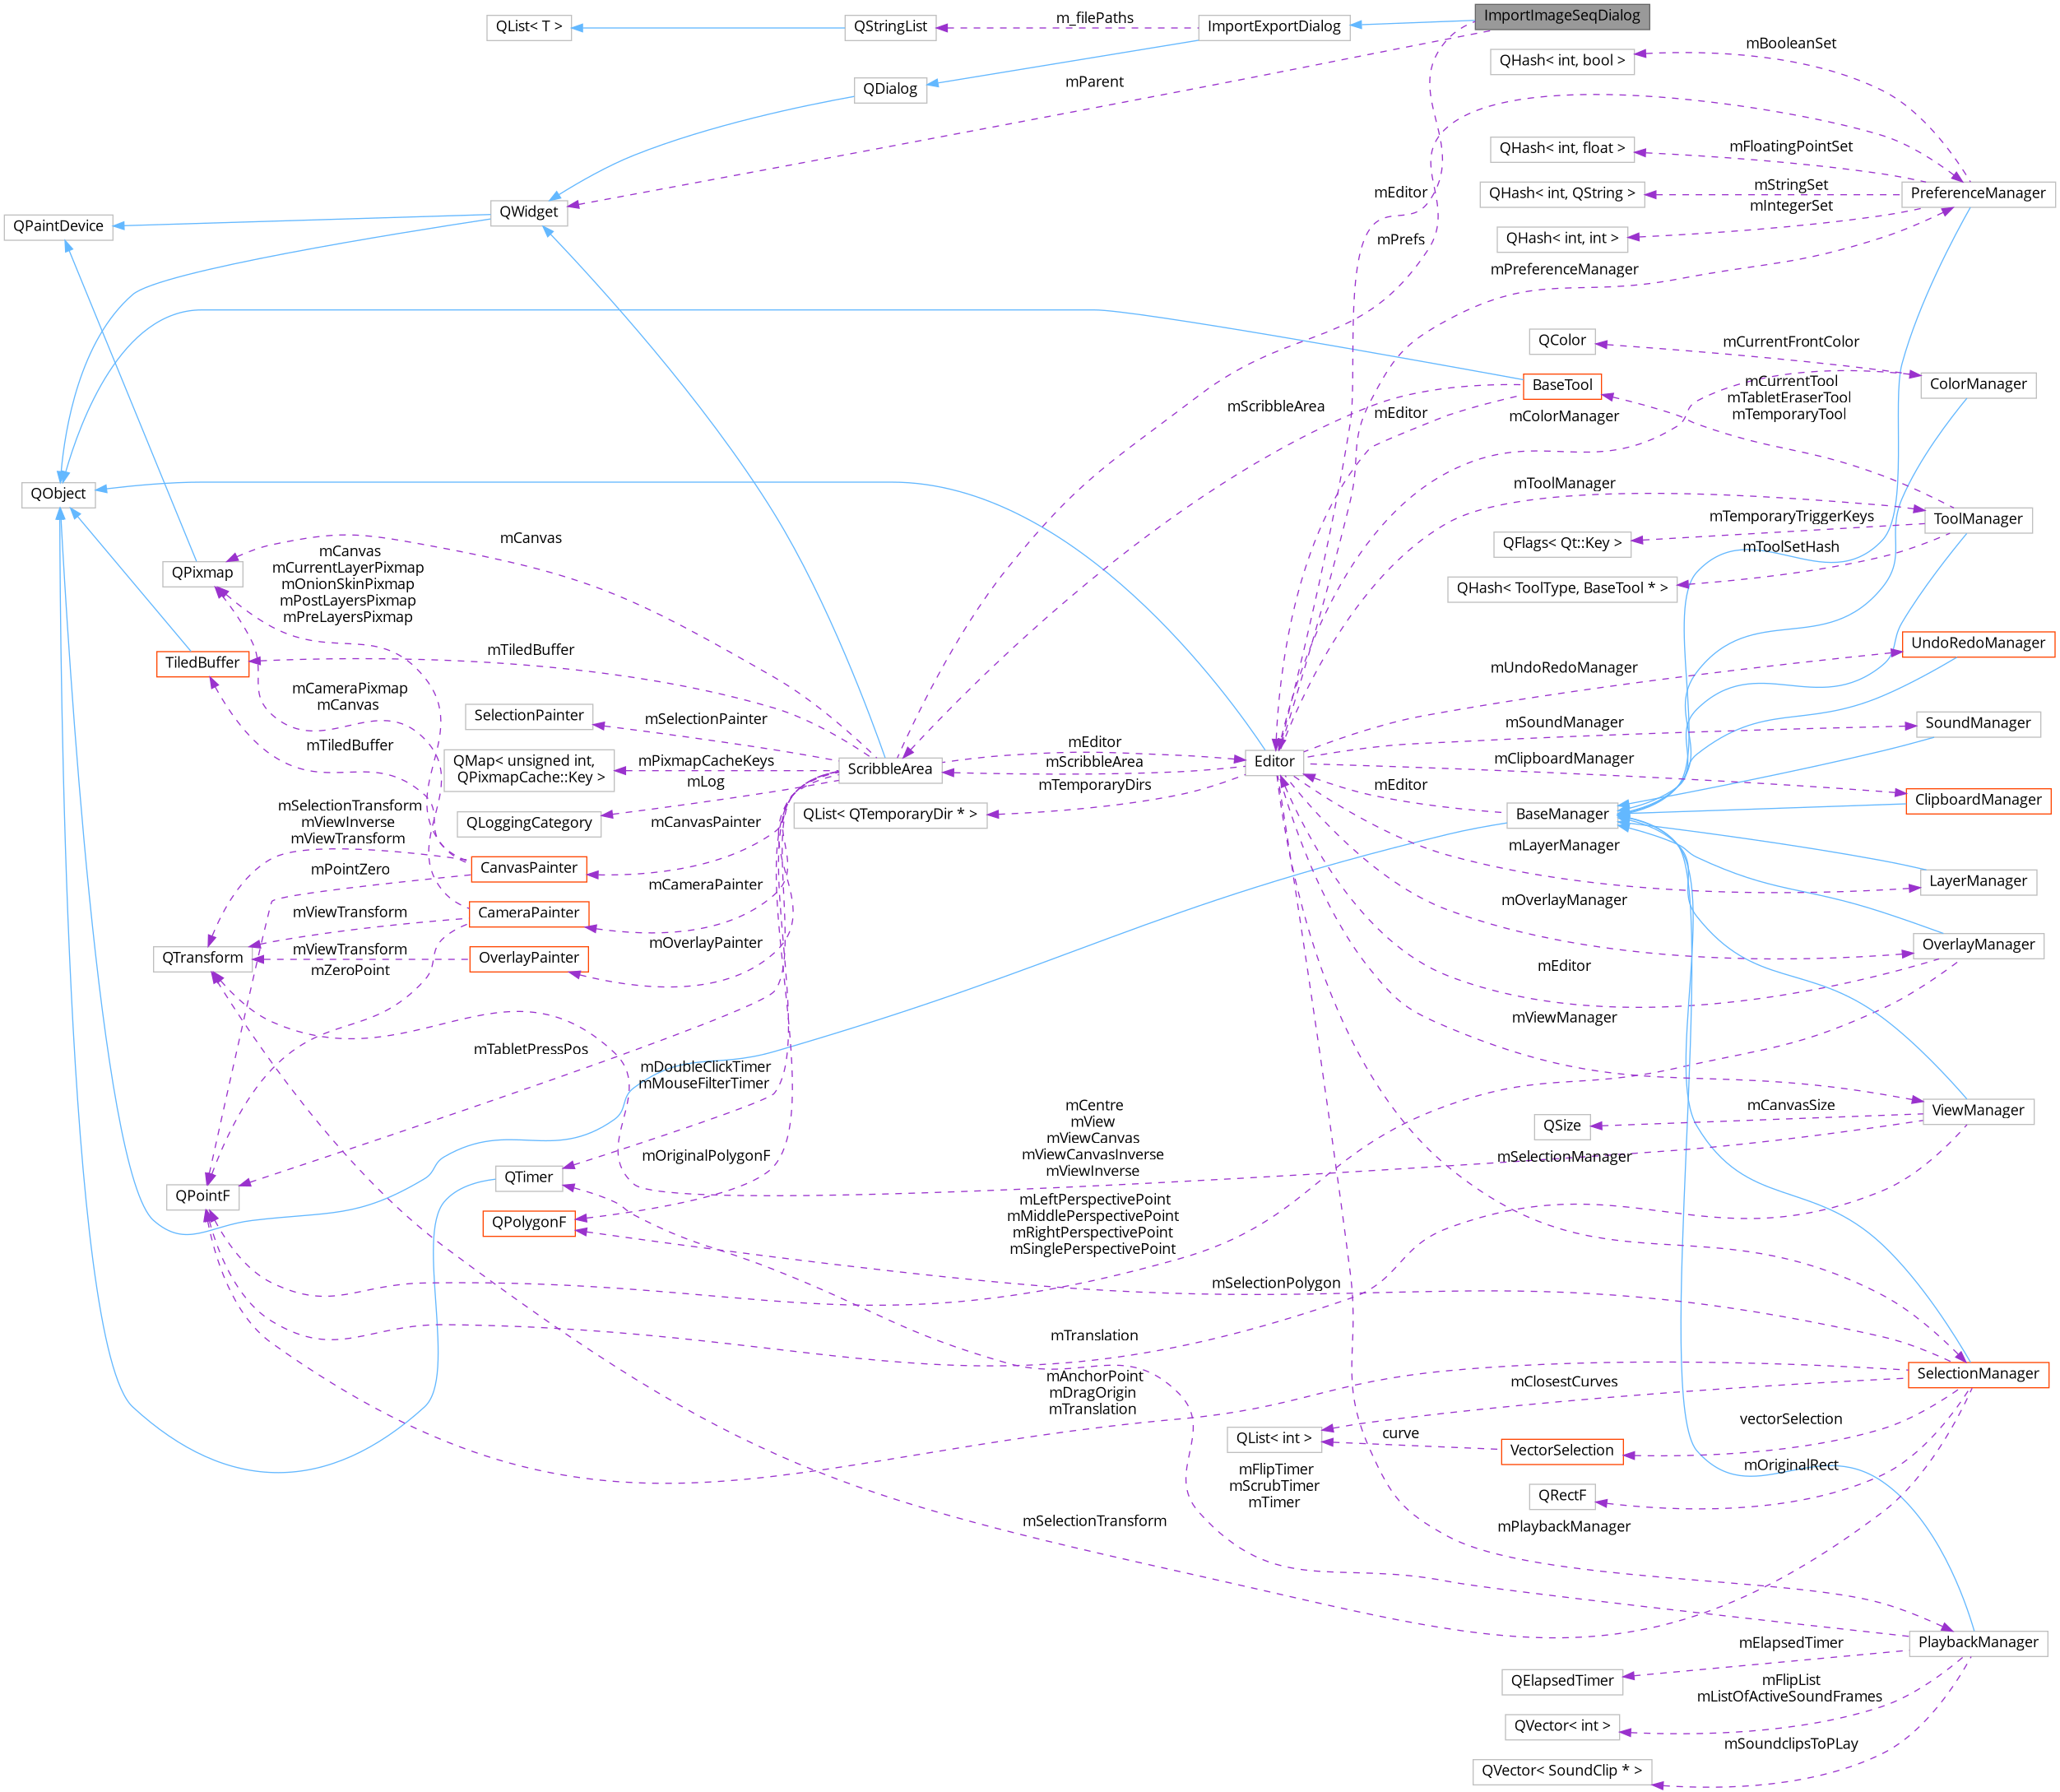 ImportImageSeqDialog
QList< T >
QStringList
m_filePaths
ImportExportDialog
mBooleanSet
QHash< int, bool >
mParent
QDialog
mFloatingPointSet
QHash< int, float >
mStringSet
QHash< int, QString >
mEditor
PreferenceManager
mIntegerSet
QWidget
QPaintDevice
mPrefs
QHash< int, int >
mPreferenceManager
QColor
mCurrentFrontColor
BaseTool
mCurrentTool
mTabletEraserTool
mTemporaryTool
ColorManager
mScribbleArea
mEditor
mColorManager
mToolManager
QObject
mTemporaryTriggerKeys
ToolManager
mCanvas
QFlags< Qt::Key >
mToolSetHash
mCanvas
mCurrentLayerPixmap
mOnionSkinPixmap
mPostLayersPixmap
mPreLayersPixmap
QPixmap
QHash< ToolType, BaseTool * >
UndoRedoManager
mTiledBuffer
TiledBuffer
mUndoRedoManager
mCameraPixmap
mCanvas
SelectionPainter
mSelectionPainter
mSoundManager
SoundManager
mTiledBuffer
mEditor
mClipboardManager
QMap< unsigned int,
QPixmapCache::Key >
mPixmapCacheKeys
ScribbleArea
mScribbleArea
Editor
mLog
mTemporaryDirs
mEditor
ClipboardManager
mSelectionTransform
mViewInverse
mViewTransform
QLoggingCategory
mCanvasPainter
QList< QTemporaryDir * >
BaseManager
mLayerManager
mPointZero
CanvasPainter
LayerManager
mCameraPainter
mOverlayManager
mViewTransform
CameraPainter
mOverlayPainter
OverlayManager
mViewTransform
QTransform
OverlayPainter
mZeroPoint
mEditor
mViewManager
mTabletPressPos
mDoubleClickTimer
mMouseFilterTimer
mCentre
mView
mViewCanvas
mViewCanvasInverse
mViewInverse
mCanvasSize
ViewManager
QSize
mOriginalPolygonF
mSelectionManager
QTimer
QPointF
QPolygonF
mLeftPerspectivePoint
mMiddlePerspectivePoint
mRightPerspectivePoint
mSinglePerspectivePoint
mSelectionPolygon
mTranslation
mAnchorPoint
mDragOrigin
mTranslation
mClosestCurves
SelectionManager
vectorSelection
QList< int >
curve
VectorSelection
mFlipTimer
mScrubTimer
mTimer
mOriginalRect
QRectF
mSelectionTransform
mPlaybackManager
mElapsedTimer
PlaybackManager
QElapsedTimer
mFlipList
mListOfActiveSoundFrames
QVector< int >
mSoundclipsToPLay
QVector< SoundClip * >